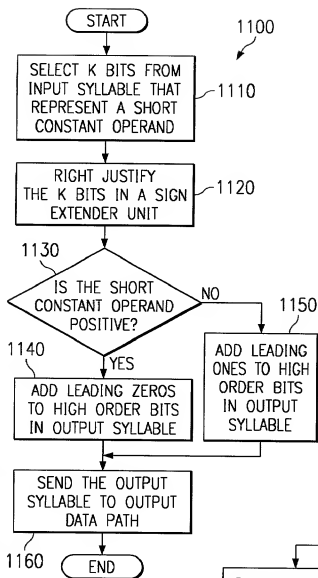 START
1100
SELECT K BITS FROM
INPUT SYLLABLE THAT
REPRESENT A SHORT
CONSTANT OPERAND
1110
RIGHT JUSTIFY
THE K BITS IN A SIGN
EXTENDER UNIT
1120
1130
IS THE SHORT
CONSTANT OPERAND
POSITIVE?
NO
YES
1150
ADD LEADING
ONES TO HIGH
ORDER BITS
IN OUTPUT
SYLLABLE
1140
ADD LEADING ZEROS
TO HIGH ORDER BITS
IN OUTPUT SYLLABLE
SEND THE OUTPUT
SYLLABLE TO OUTPUT
DATA PATH
1160
END